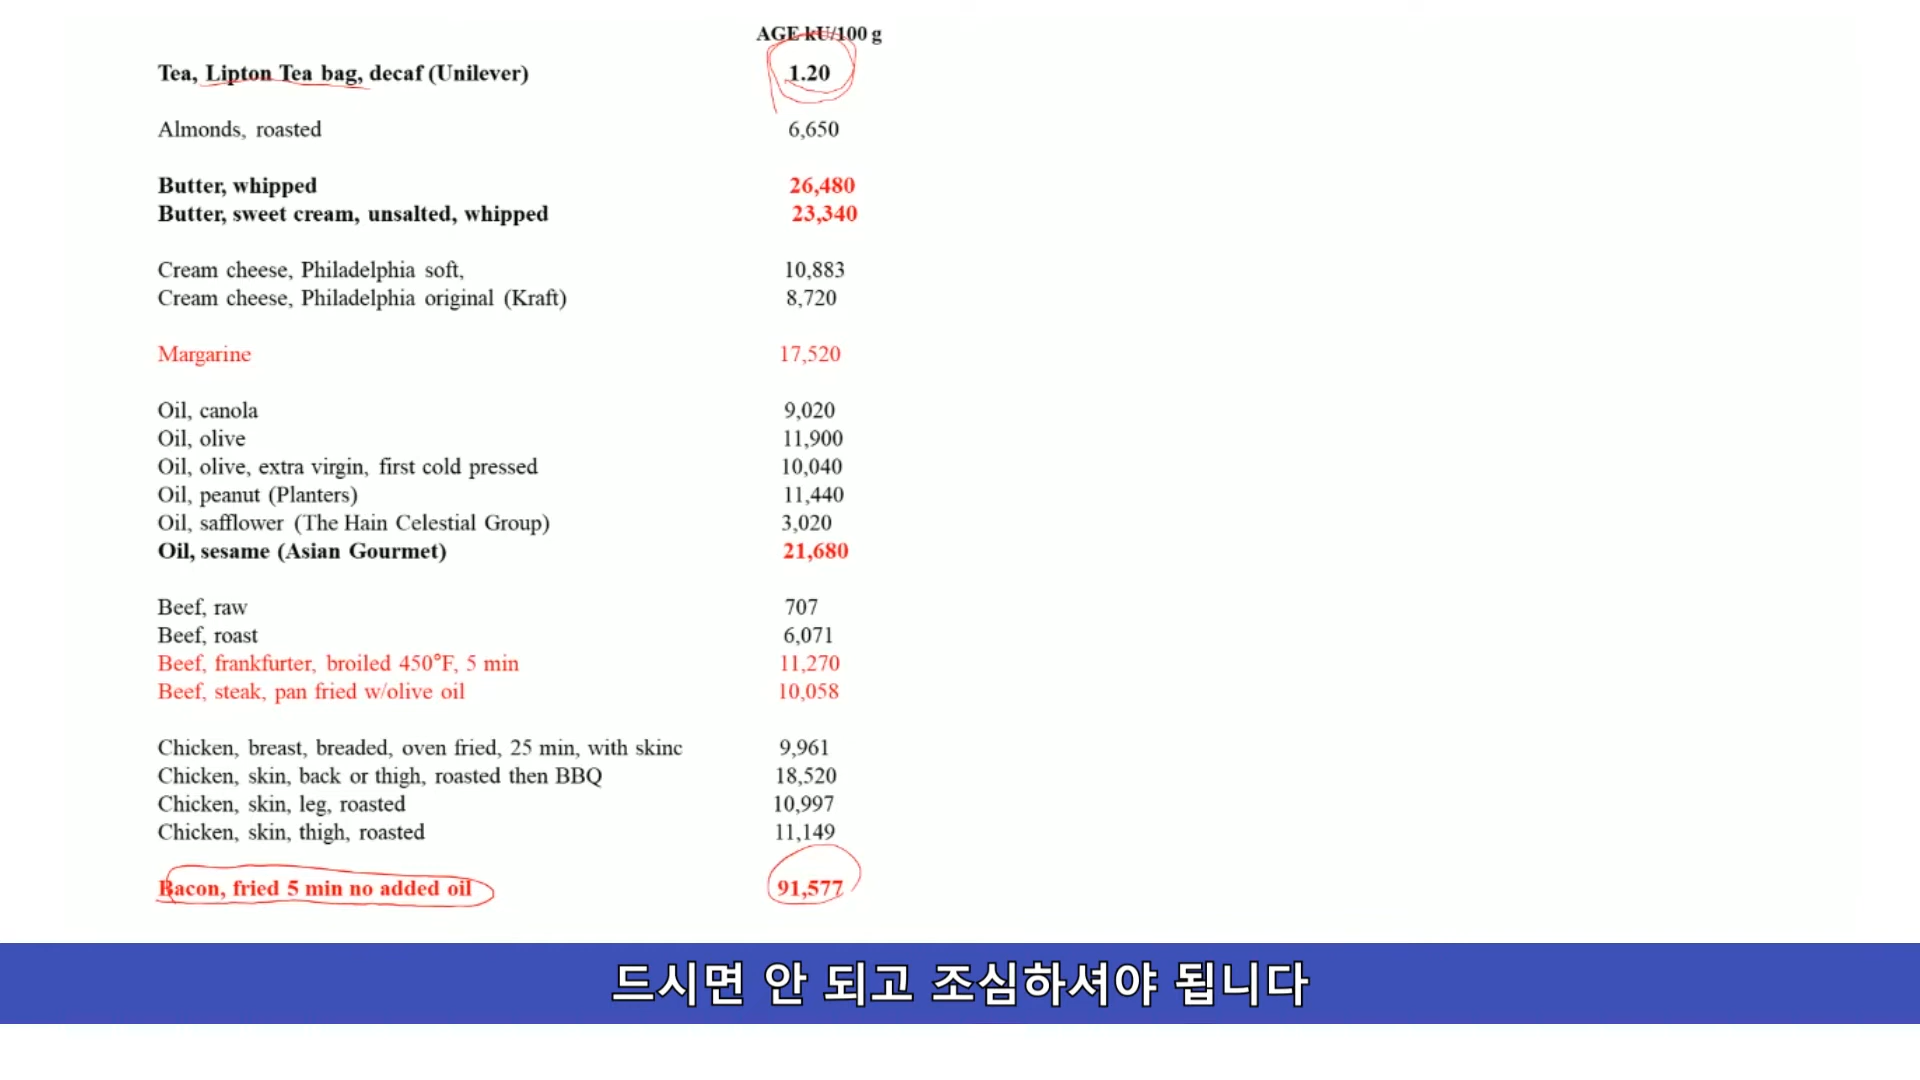 AGE kU/100 g
Tea, Lipton Tea bag, decaf (Unilever) 1.20
Almonds, roasted 6,650
Butter, whipped 26,480
Butter, sweet cream, unsalted, whipped 23,340
Cream cheese, Philadelphia soft, 10,883
Cream cheese, Philadelphia original (Kraft) 8,720
Margarine 17,520
Oil, canola 9,020
Oil, olive 11,900
Oil, olive, extra virgin, first cold pressed 10,040
Oil, peanut (Planters) 11,440
Oil, safflower (The Hain Celestial Group) 3,020
Oil, sesame (Asian Gourmet) 21,680
Beef, raw 707
Beef, roast 6,071
Beef, frankfurter, broiled 450°F, 5 min 11,270
Beef, steak, pan fried w/olive oil 10,058
Chicken, breast, breaded, oven fried, 25 min, with skinc 9,961
Chicken, skin, back or thigh, roasted then BBQ 18,520
Chicken, skin, leg, roasted 10,997
Chicken, skin, thigh, roasted 11,149
Bacon, fried 5 min no added oil 91,577
드시면 안 되고 조심하셔야 됩니다